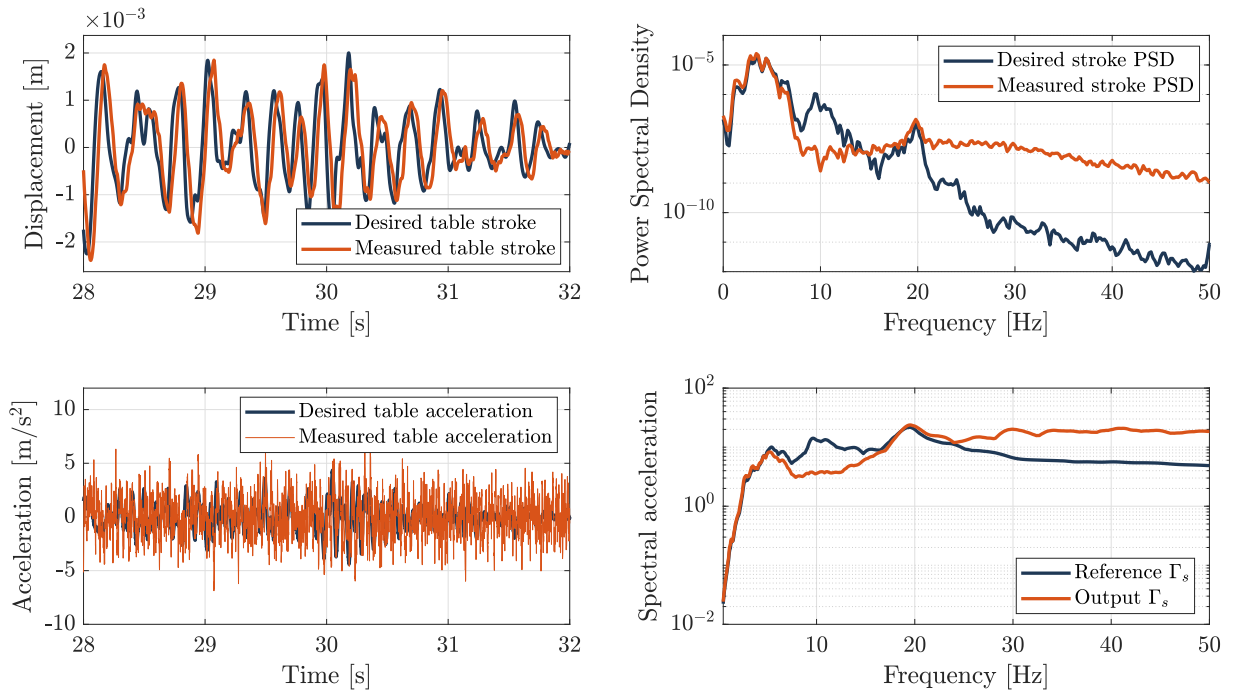 ×10⁻³
Displacement [m]
2
1
0
-1
-2
Desired table stroke
Measured table stroke
28
29
30
31
32
Time [s]
Power Spectral Density
10⁻⁵
10⁻¹⁰
Desired stroke PSD
Measured stroke PSD
0
10
20
30
40
50
Frequency [Hz]
Acceleration [m/s²]
10
5
0
-5
-10
Desired table acceleration
Measured table acceleration
28
29
30
31
32
Time [s]
Spectral acceleration
10²
10⁰
10⁻²
Reference Γₛ
Output Γₛ
10
20
30
40
50
Frequency [Hz]